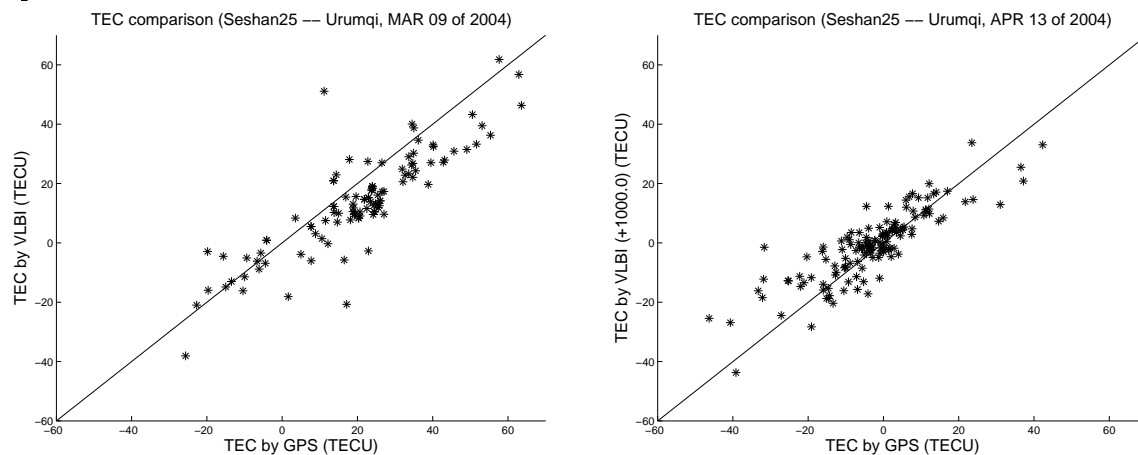 TEC comparison (Seshan25 −− Urumqi, MAR 09 of 2004)
60
40
20
0
−20
−40
−60
TEC by VLBI (TECU)
−60 −40 −20 0 20 40 60
TEC by GPS (TECU)
TEC comparison (Seshan25 −− Urumqi, APR 13 of 2004)
60
40
20
0
−20
−40
−60
TEC by VLBI (+1000.0) (TECU)
−60 −40 −20 0 20 40 60
TEC by GPS (TECU)